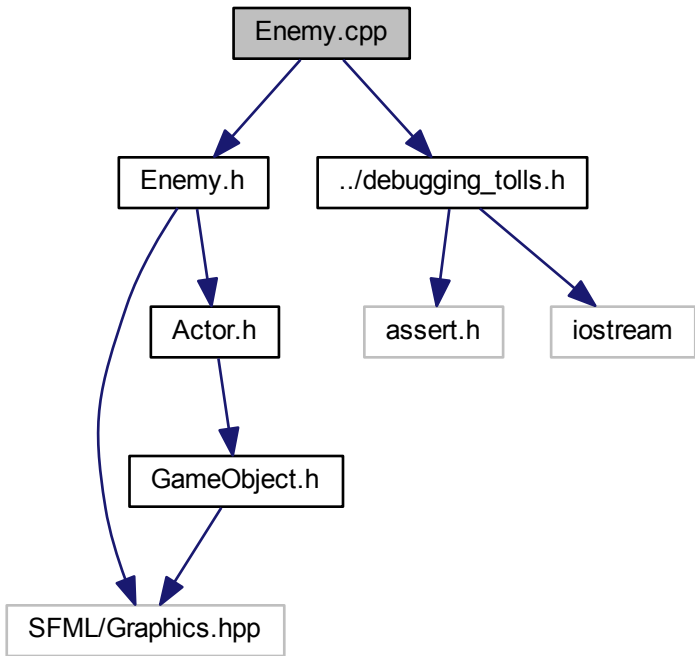 Enemy.cpp
Enemy.h
../debugging_tolls.h
Actor.h
assert.h
iostream
GameObject.h
SFML/Graphics.hpp